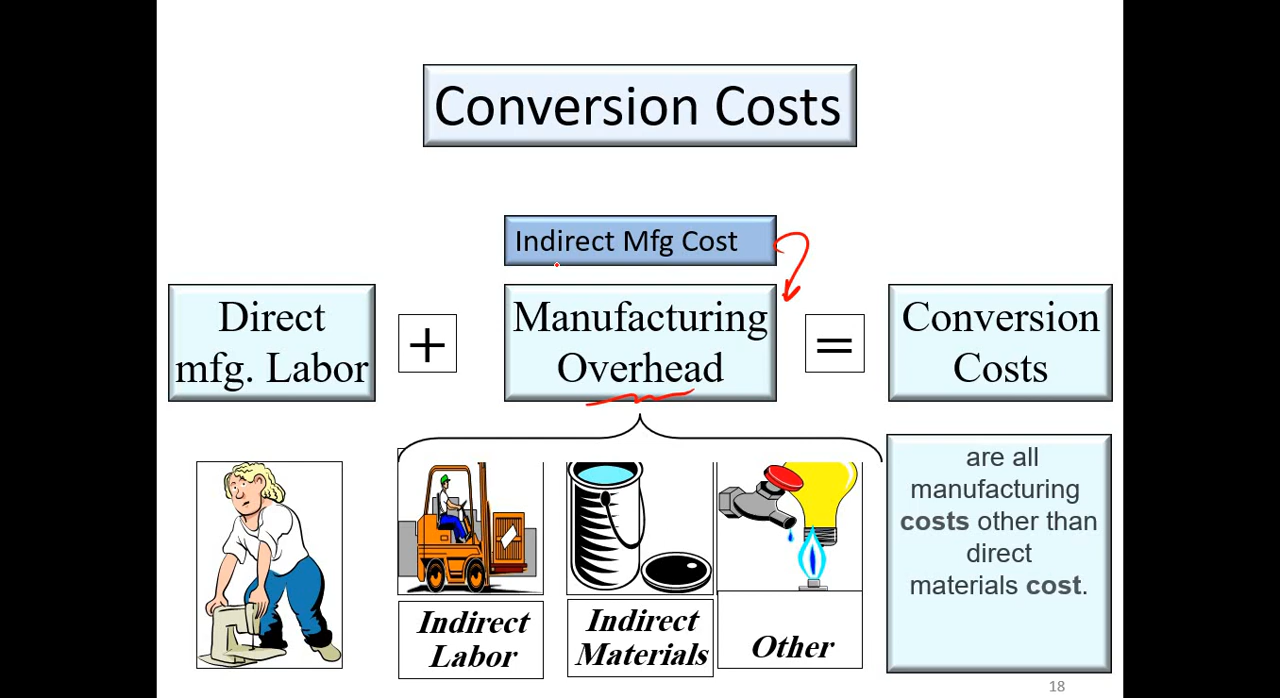 Conversion Costs
Indirect Mfg Cost
Direct
mfg. Labor
+
Manufacturing
Overhead
=
Conversion
Costs
Indirect
Labor
Indirect
Materials
Other
are all
manufacturing
costs other than
direct
materials cost.
18